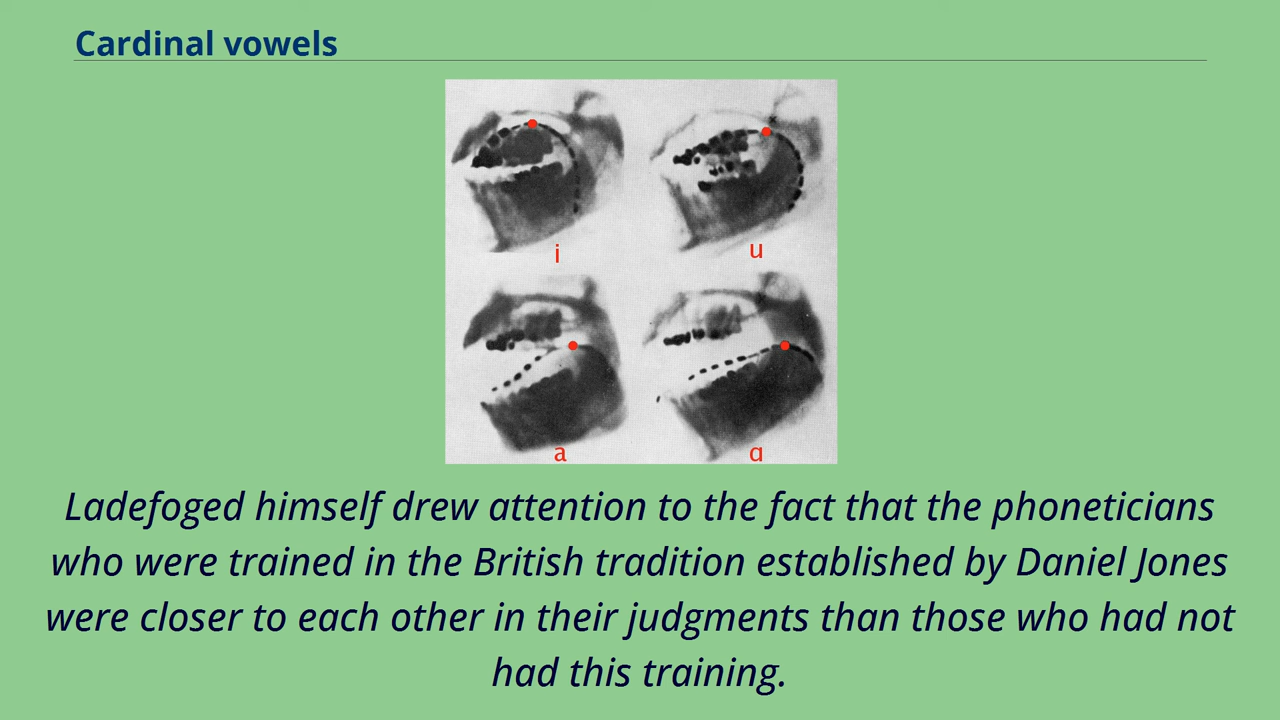 Cardinal vowels
i
u
a
ɑ
Ladefoged himself drew attention to the fact that the phoneticians
who were trained in the British tradition established by Daniel Jones
were closer to each other in their judgments than those who had not
had this training.